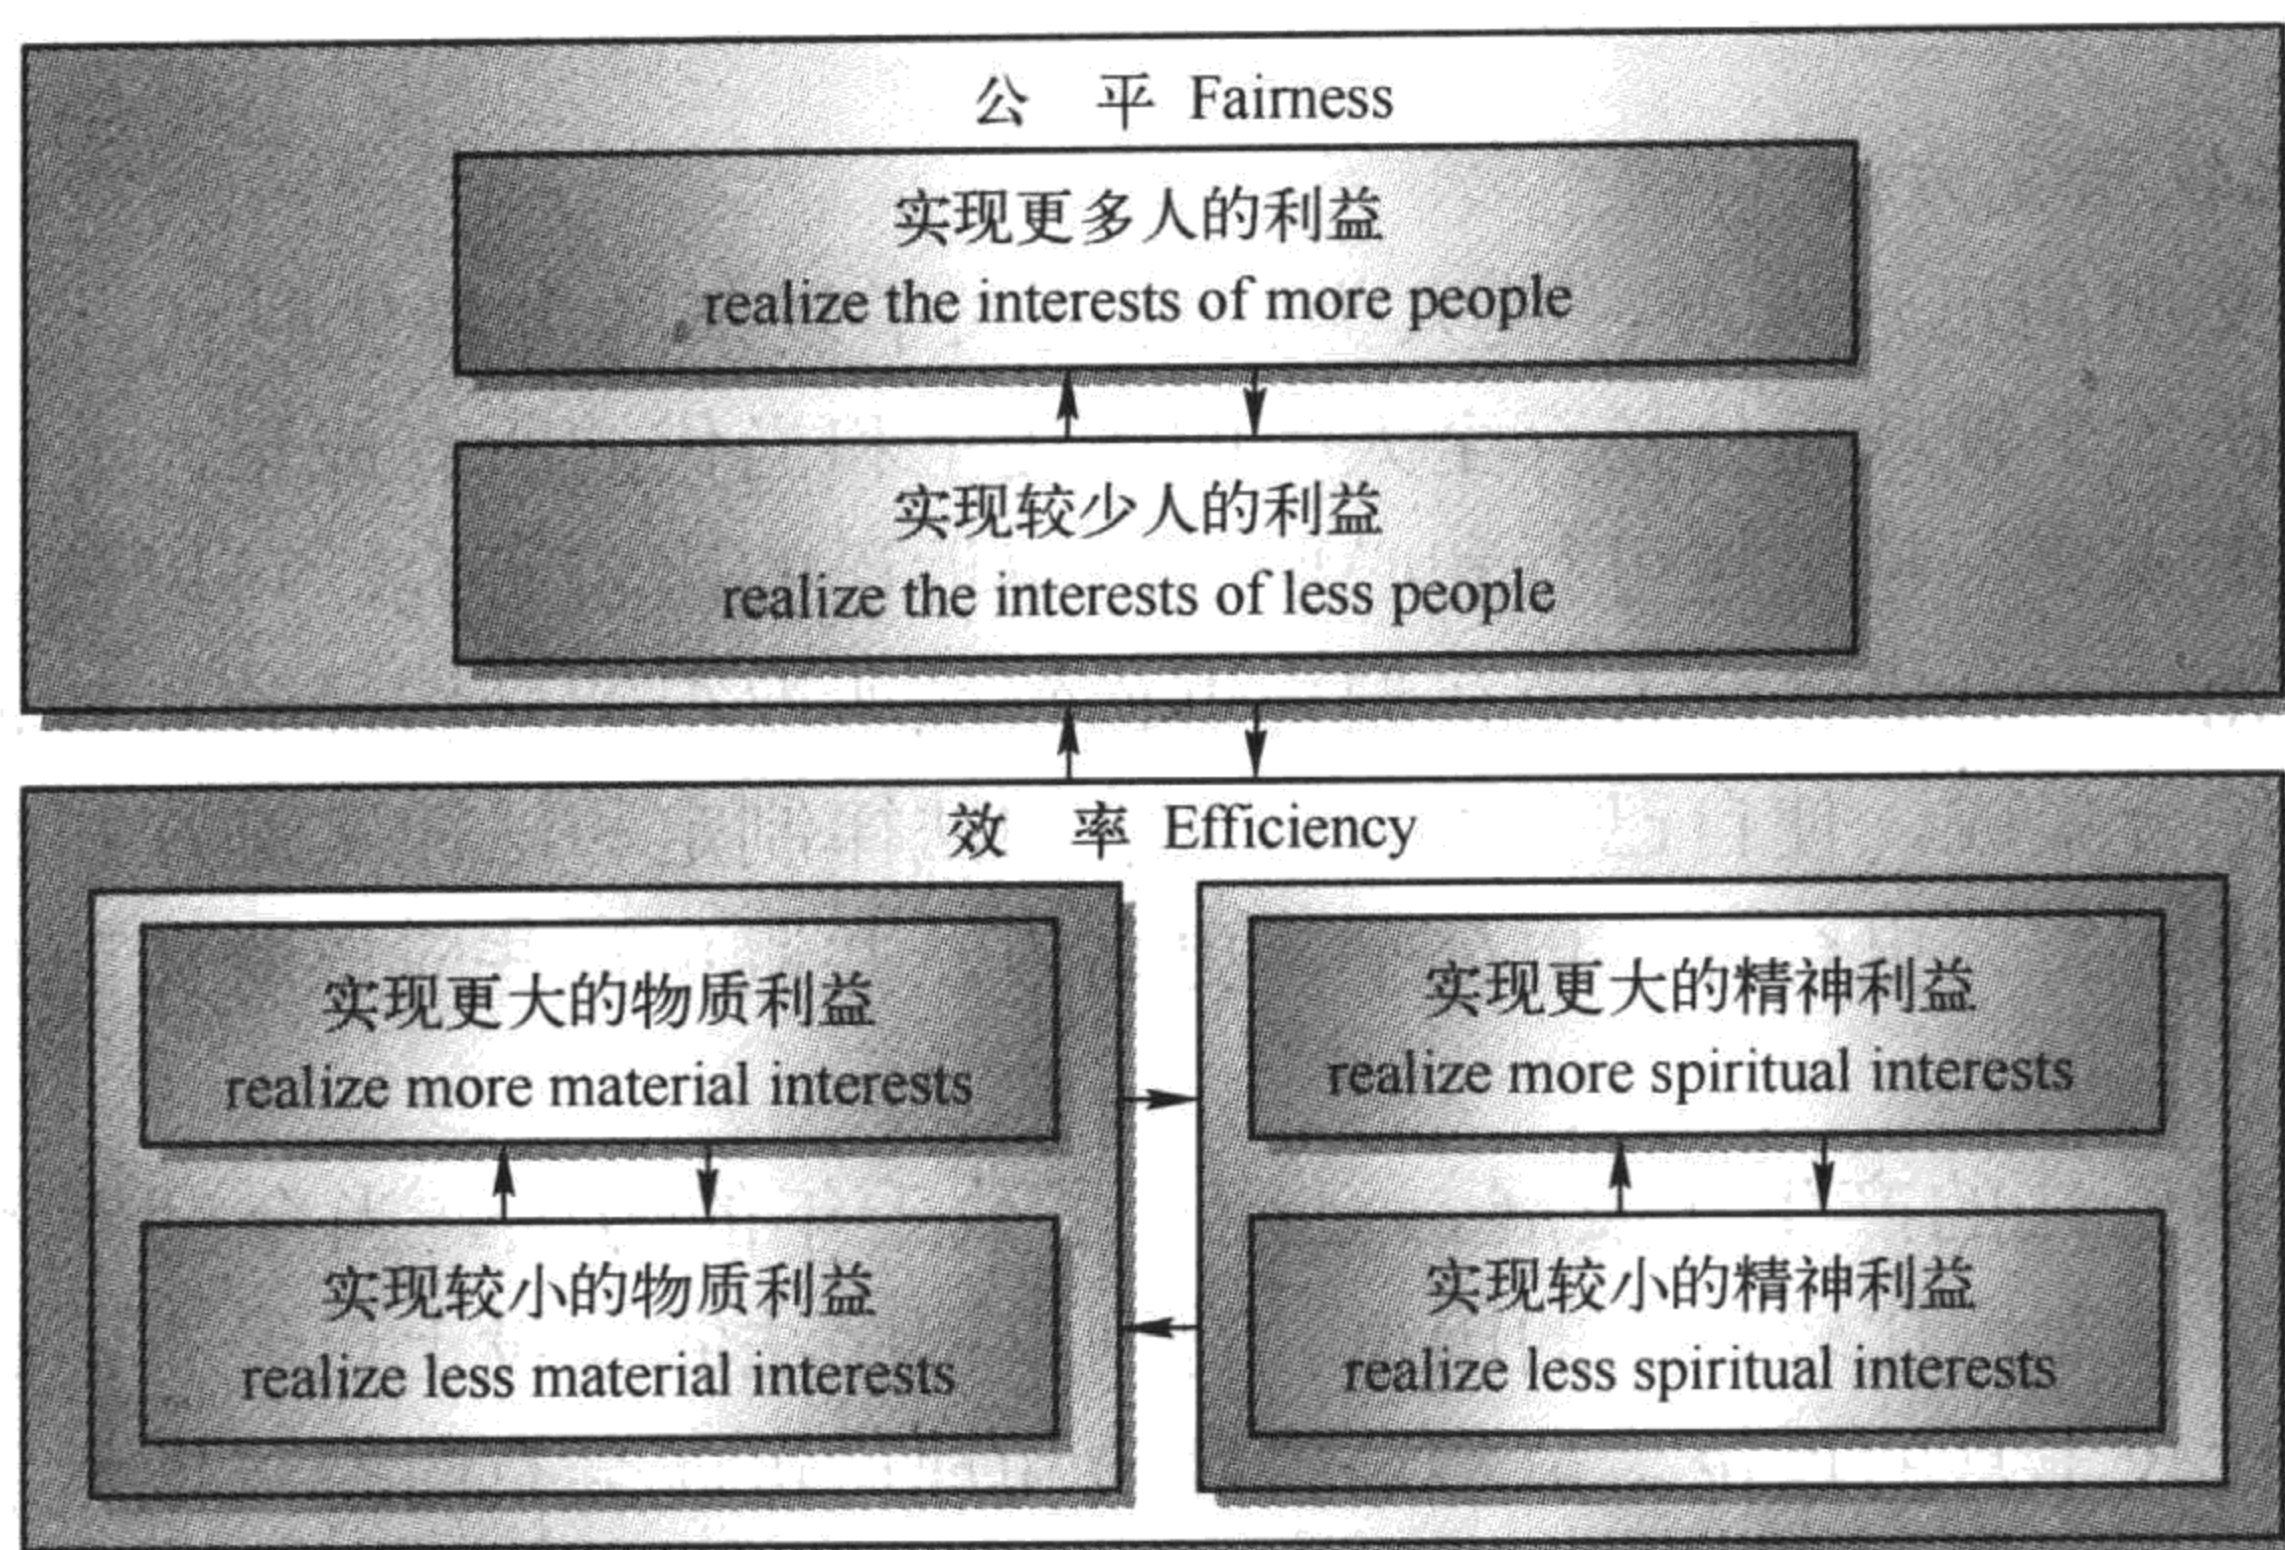 公 平 Fairness
实现更多人的利益
realize the interests of more people
实现较少人的利益
realize the interests of less people
效 率 Efficiency
实现更大的物质利益
realize more material interests
实现较小的物质利益
realize less material interests
实现更大的精神利益
realize more spiritual interests
实现较小的精神利益
realize less spiritual interests